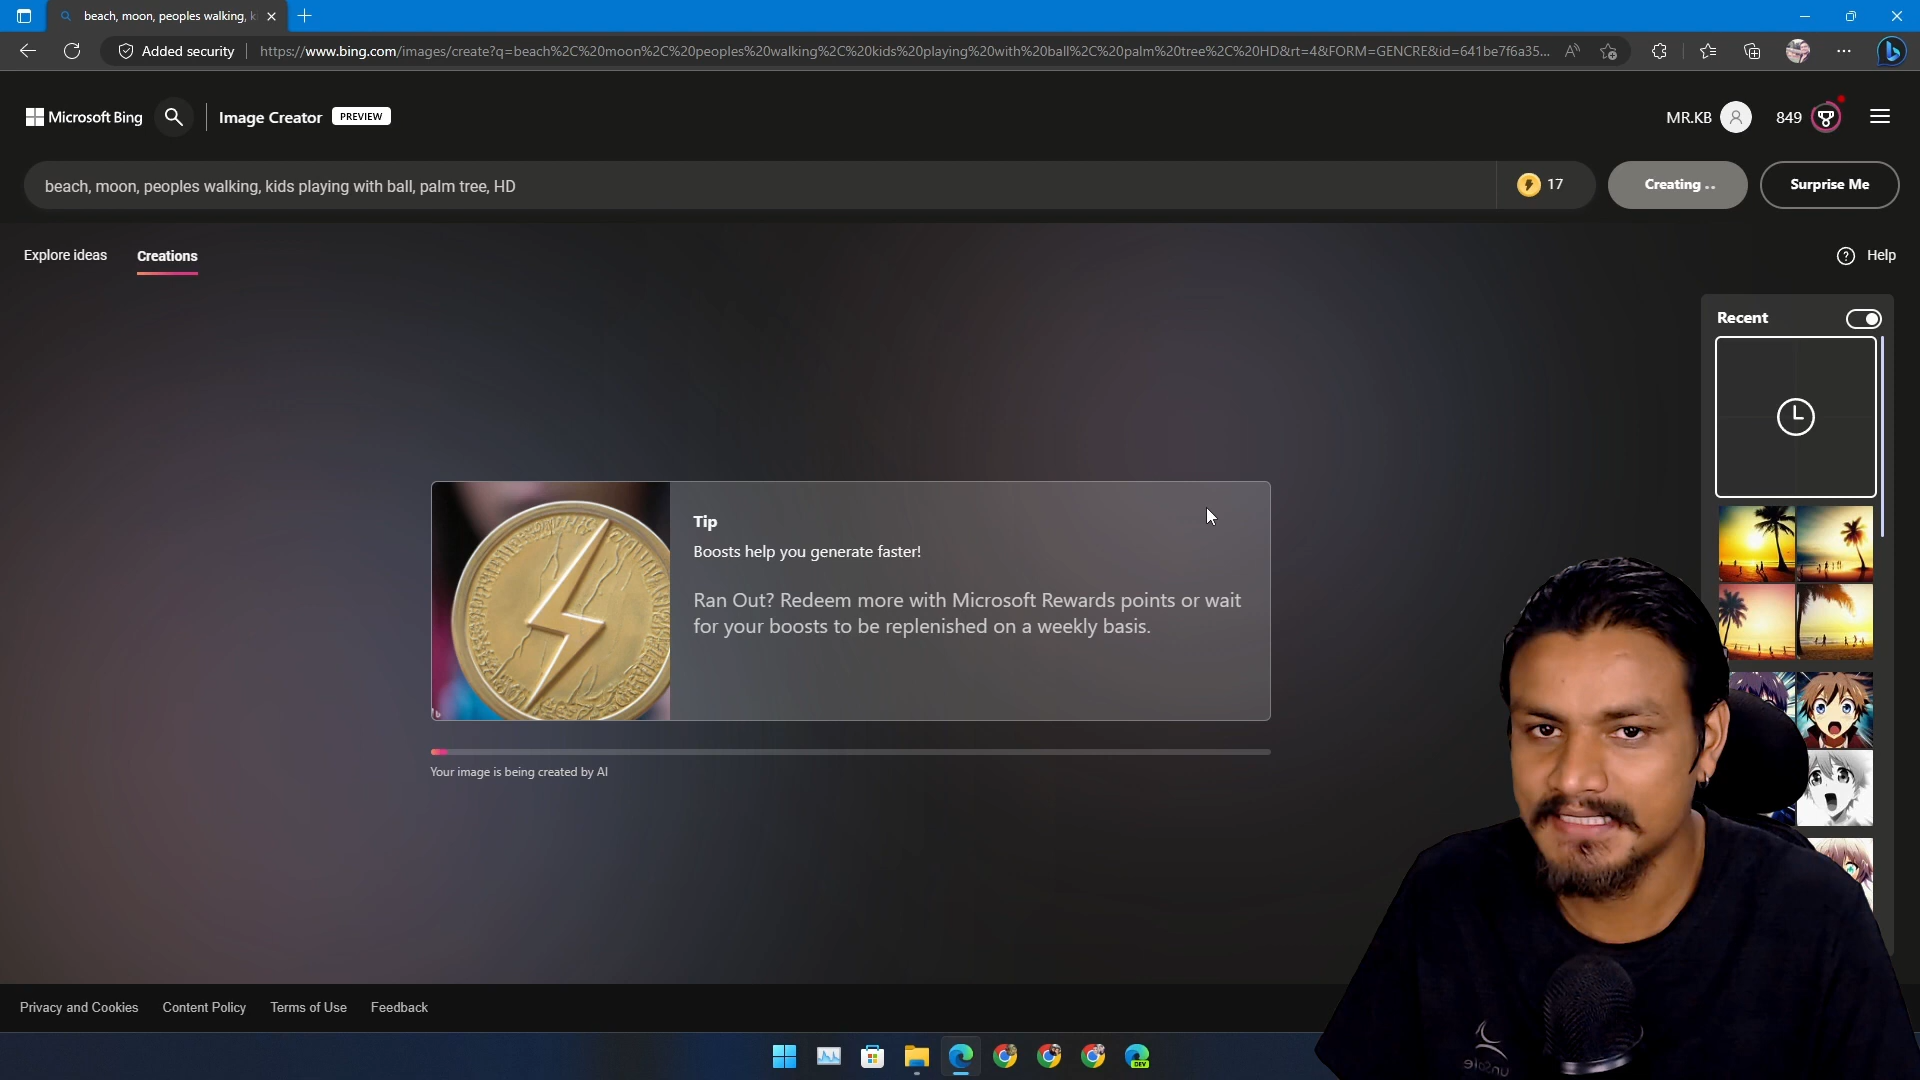 beach, moon, peoples walking, k
Added security
https://www.bing.com/images/create?q=beach%2C%20moon%2C%20peoples%20walking%2C%20kids%20playing%20with%20ball%2C%20palm%20tree%2C%20HD&rt=4&FORM=GENCRE&id=641be7f6a35...
Microsoft Bing
Image Creator PREVIEW
MR.KB
849
beach, moon, peoples walking, kids playing with ball, palm tree, HD
17
Creating ..
Surprise Me
Explore ideas
Creations
Help
Recent
Tip
Boosts help you generate faster!
Ran Out? Redeem more with Microsoft Rewards points or wait
for your boosts to be replenished on a weekly basis.
Your image is being created by AI
Privacy and Cookies
Content Policy
Terms of Use
Feedback
DEV